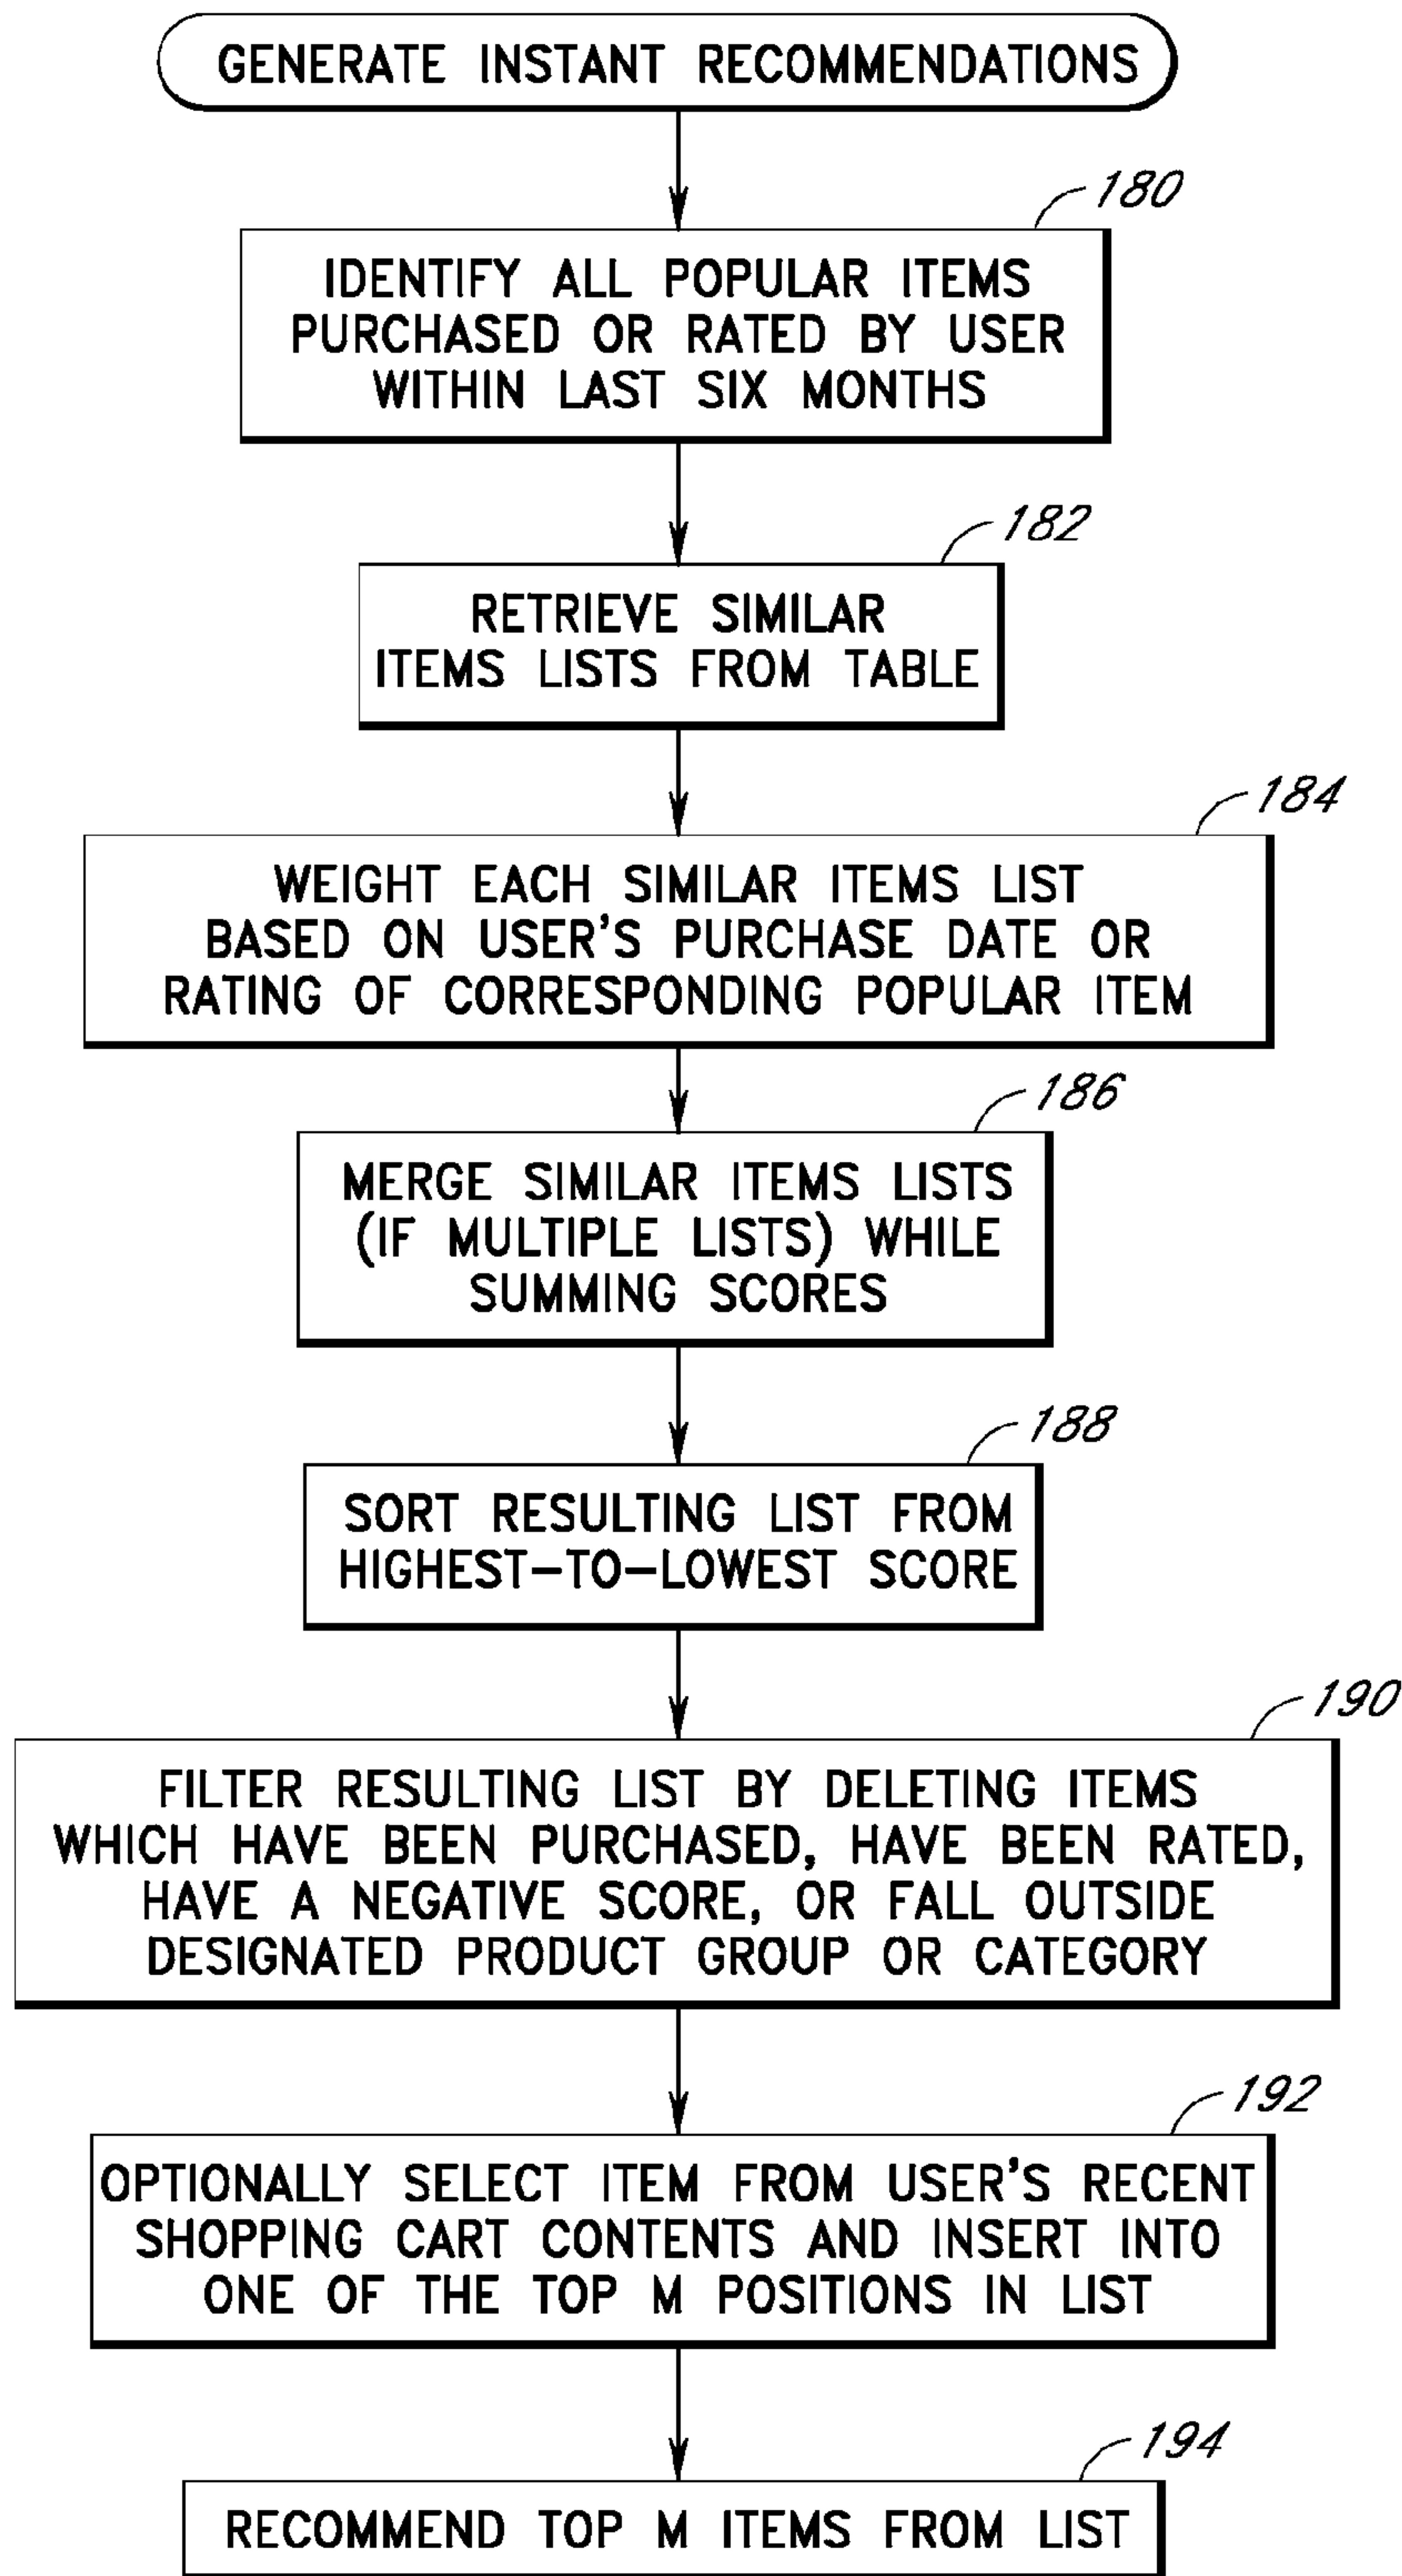 GENERATE INSTANT RECOMMENDATIONS
180
IDENTIFY ALL POPULAR ITEMS
PURCHASED OR RATED BY USER
WITHIN LAST SIX MONTHS
182
RETRIEVE SIMILAR
ITEMS LISTS FROM TABLE
184
WEIGHT EACH SIMILAR ITEMS LIST
BASED ON USER'S PURCHASE DATE OR
RATING OF CORRESPONDING POPULAR ITEM
186
MERGE SIMILAR ITEMS LISTS
(IF MULTIPLE LISTS) WHILE
SUMMING SCORES
188
SORT RESULTING LIST FROM
HIGHEST-TO-LOWEST SCORE
190
FILTER RESULTING LIST BY DELETING ITEMS
WHICH HAVE BEEN PURCHASED, HAVE BEEN RATED,
HAVE A NEGATIVE SCORE, OR FALL OUTSIDE
DESIGNATED PRODUCT GROUP OR CATEGORY
192
OPTIONALLY SELECT ITEM FROM USER'S RECENT
SHOPPING CART CONTENTS AND INSERT INTO
ONE OF THE TOP M POSITIONS IN LIST
194
RECOMMEND TOP M ITEMS FROM LIST